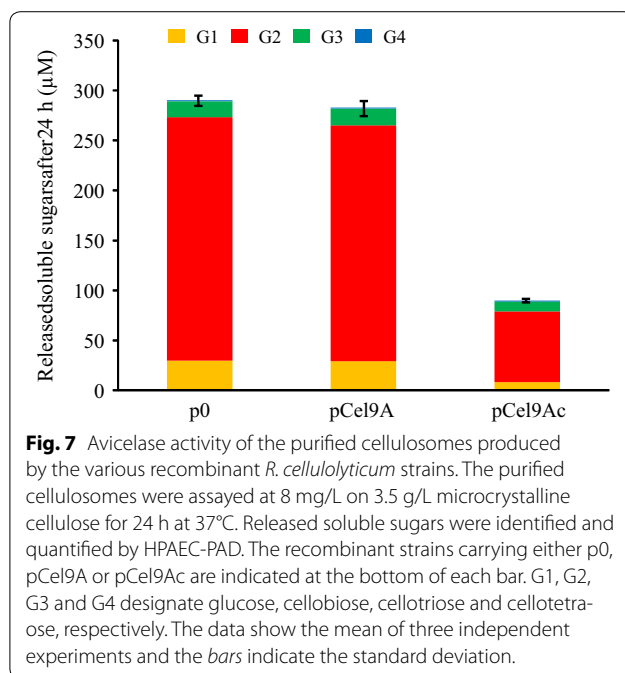 Released soluble sugars after 24 h (µM)
350
300
250
200
150
100
50
0
G1 G2 G3 G4
p0 pCel9A pCel9Ac
Fig. 7 Avicelase activity of the purified cellulosomes produced
by the various recombinant R. cellulolyticum strains. The purified
cellulosomes were assayed at 8 mg/L on 3.5 g/L microcrystalline
cellulose for 24 h at 37°C. Released soluble sugars were identified and
quantified by HPAEC-PAD. The recombinant strains carrying either p0,
pCel9A or pCel9Ac are indicated at the bottom of each bar. G1, G2,
G3 and G4 designate glucose, cellobiose, cellotriose and cellotetra-
ose, respectively. The data show the mean of three independent
experiments and the bars indicate the standard deviation.